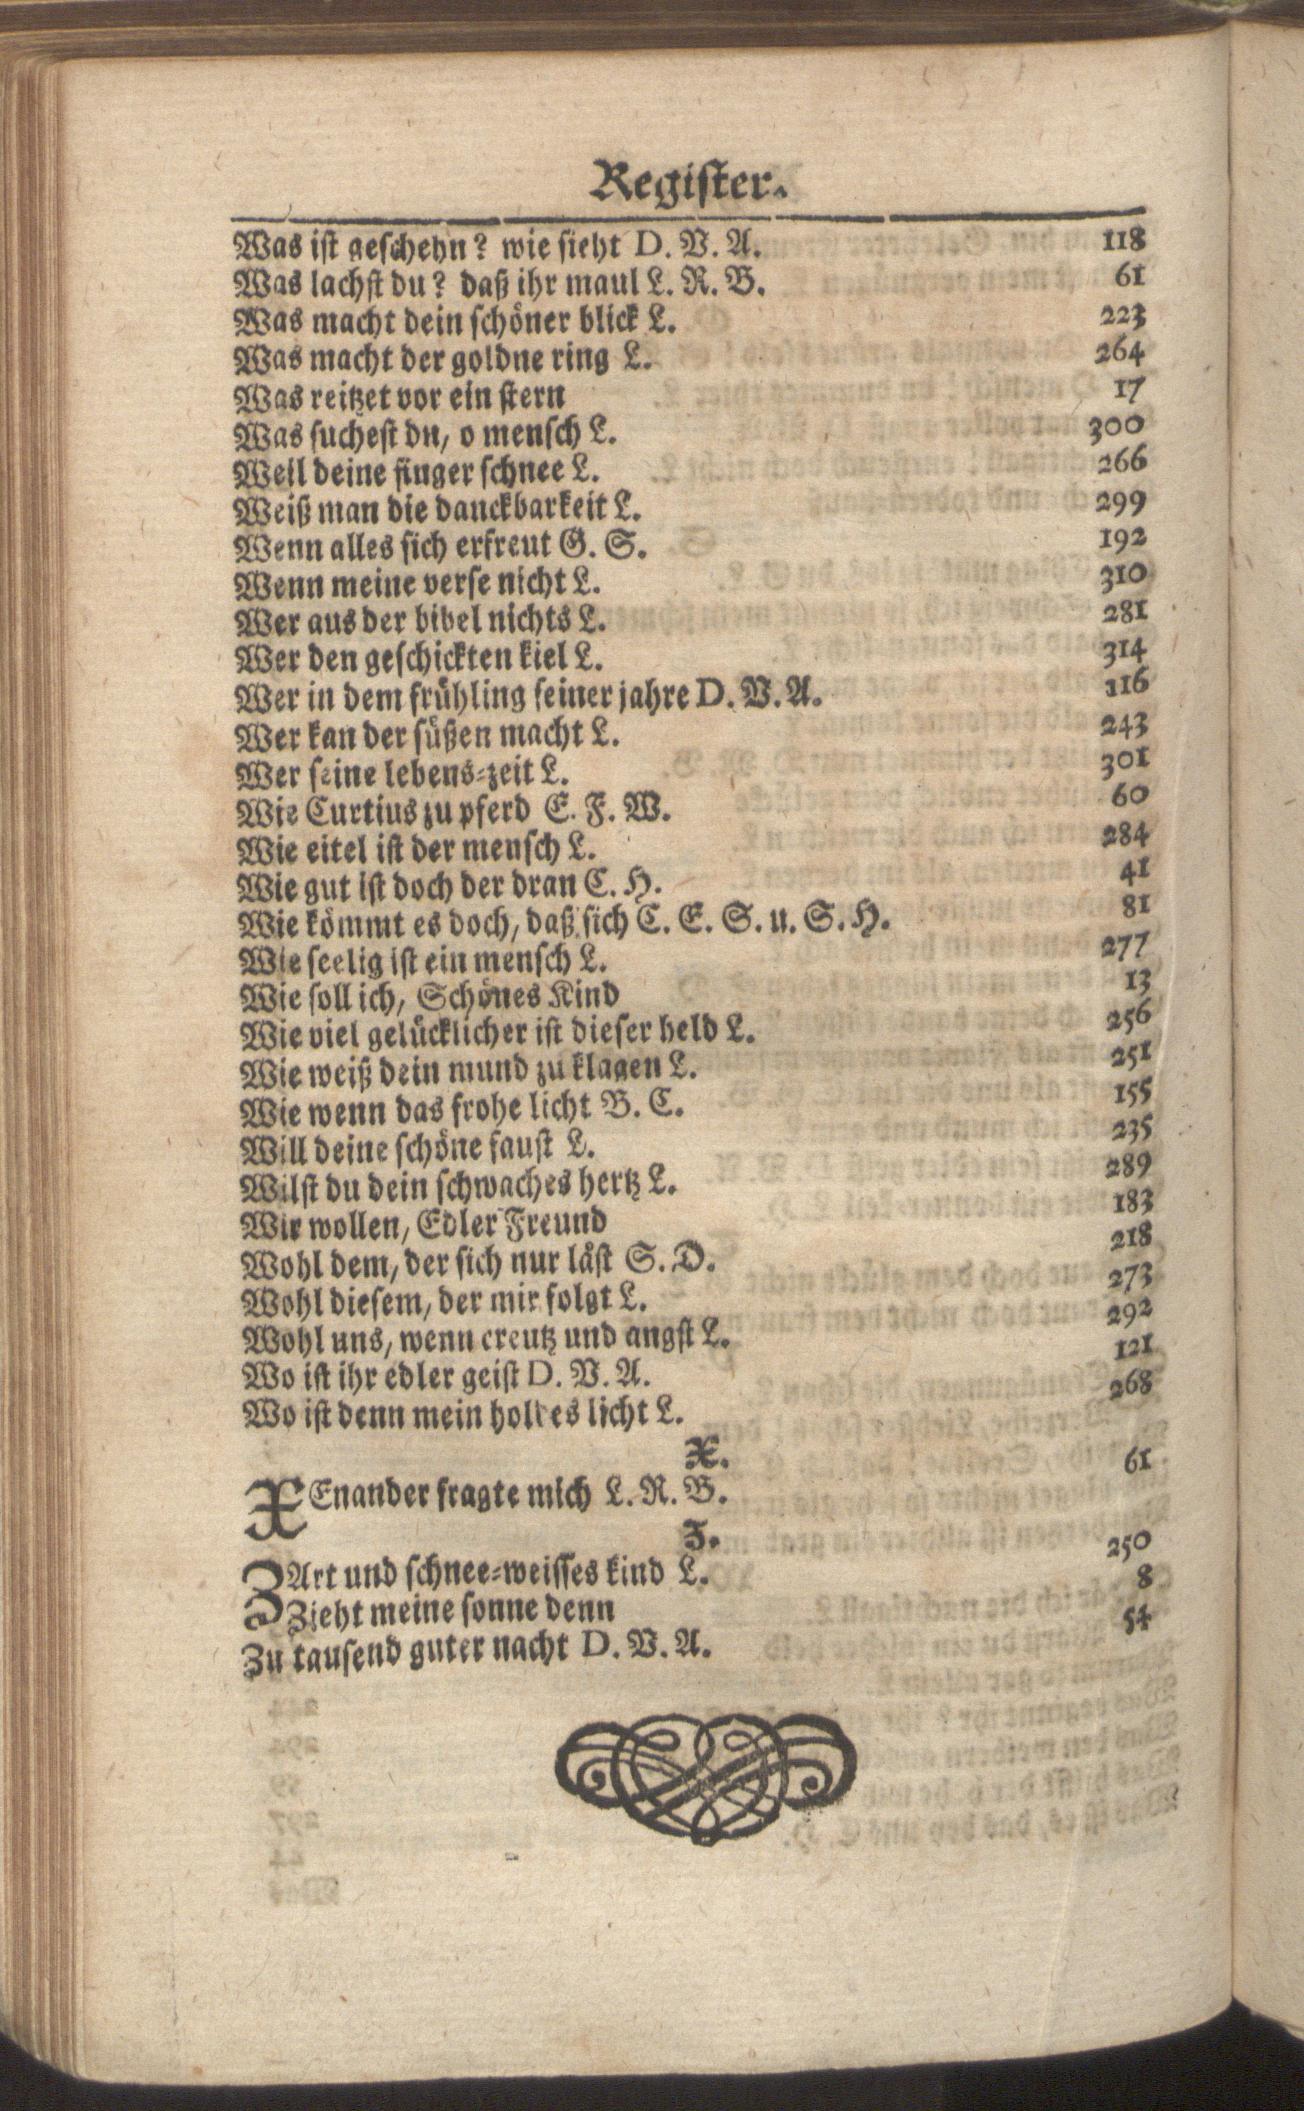 Register.
Was ist geschehn? wie sieht D. V. A. 118
Was lachst du? daß ihr maul L. R. B. 61
Was macht dein schöner blick L. 223
Was macht der goldne ring L. 264
Was reitzet vor ein stern 17
Was suchest du, o mensch L. 300
Weil deine finger schnee L. 266
Weiß man die danckbarkeit L. 299
Wenn alles sich erfreut G. S. 192
Wenn meine verse nicht L. 310
Wer aus der bibel nichts L. 281
Wer den geschickten kiel L. 314
Wer in dem frühling seiner jahre D. V. A. 116
Wer kan der süßen macht L. 243
Wer seine lebens-zeit L. 301
Wie Curtius zu pferd E. F. W. 60
Wie eitel ist der mensch L. 284
Wie gut ist doch der dran C. H. 41
Wie kömmt es doch, daß sich C. E. S. u. S. H. 81
Wie seelig ist ein mensch L. 277
Wie soll ich, Schönes Kind 13
Wie viel gelücklicher ist dieser held L. 256
Wie weiß dein mund zu klagen L. 251
Wie wenn das frohe licht B. C. 155
Will deine schöne faust L. 235
Wilst du dein schwaches hertz L. 289
Wir wollen, Edler Freund 183
Wohl dem, der sich nur läst S. D. 218
Wohl diesem, der mir folgt L. 273
Wohl uns, wenn creutz und angst L. 292
Wo ist ihr edler geist D. V. A. 121
Wo ist denn mein holdes licht L. 268
X.
XEnander fragte mich L. R. B. 61
Z.
ZArt und schnee-weisses kind L. 250
Zieht meine sonne denn 8
Zu tausend guter nacht D. V. A. 54